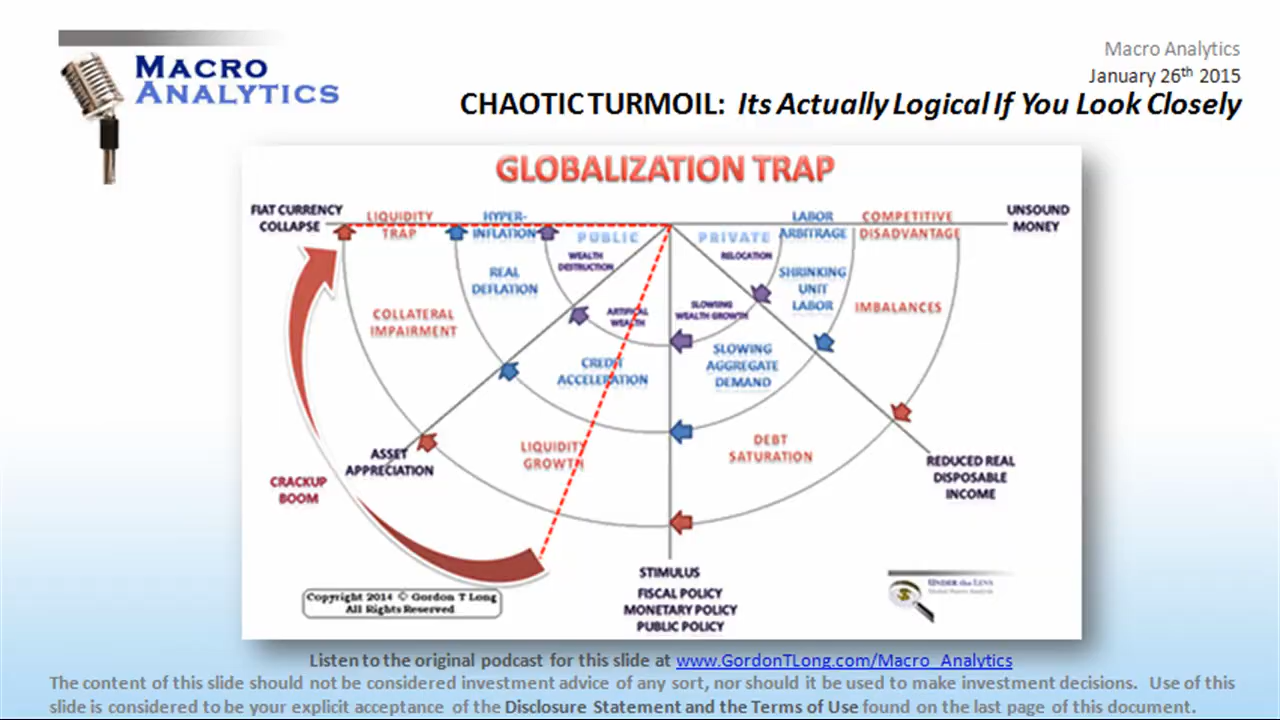 MACRO
ANALYTICS
Macro Analytics
January 26th 2015
CHAOTIC TURMOIL: Its Actually Logical If You Look Closely
GLOBALIZATION TRAP
FIAT CURRENCY
COLLAPSE
LIQUIDITY
TRAP
HYPER-
INFLATION
PUBLIC
PRIVATE
LABOR
ARBITRAGE
COMPETITIVE
DISADVANTAGE
UNSOUND
MONEY
WEALTH
DESTRUCTION
RELOCATION
REAL
DEFLATION
SHRINKING
UNIT
LABOR
COLLATERAL
IMPAIRMENT
ARTIFICIAL
WEALTH
SLOWING
WEALTH GROWTH
IMBALANCES
CREDIT
ACCELERATION
SLOWING
AGGREGATE
DEMAND
LIQUIDITY
GROWTH
DEBT
SATURATION
ASSET
APPRECIATION
REDUCED REAL
DISPOSABLE
INCOME
CRACKUP
BOOM
STIMULUS
FISCAL POLICY
MONETARY POLICY
PUBLIC POLICY
Copyright 2014 © Gordon T Long
All Rights Reserved
UNDER the LENS
Global Macro Analysis
Listen to the original podcast for this slide at www.GordonTLong.com/Macro_Analytics
The content of this slide should not be considered investment advice of any sort, nor should it be used to make investment decisions. Use of this
slide is considered to be your explicit acceptance of the Disclosure Statement and the Terms of Use found on the last page of this document.